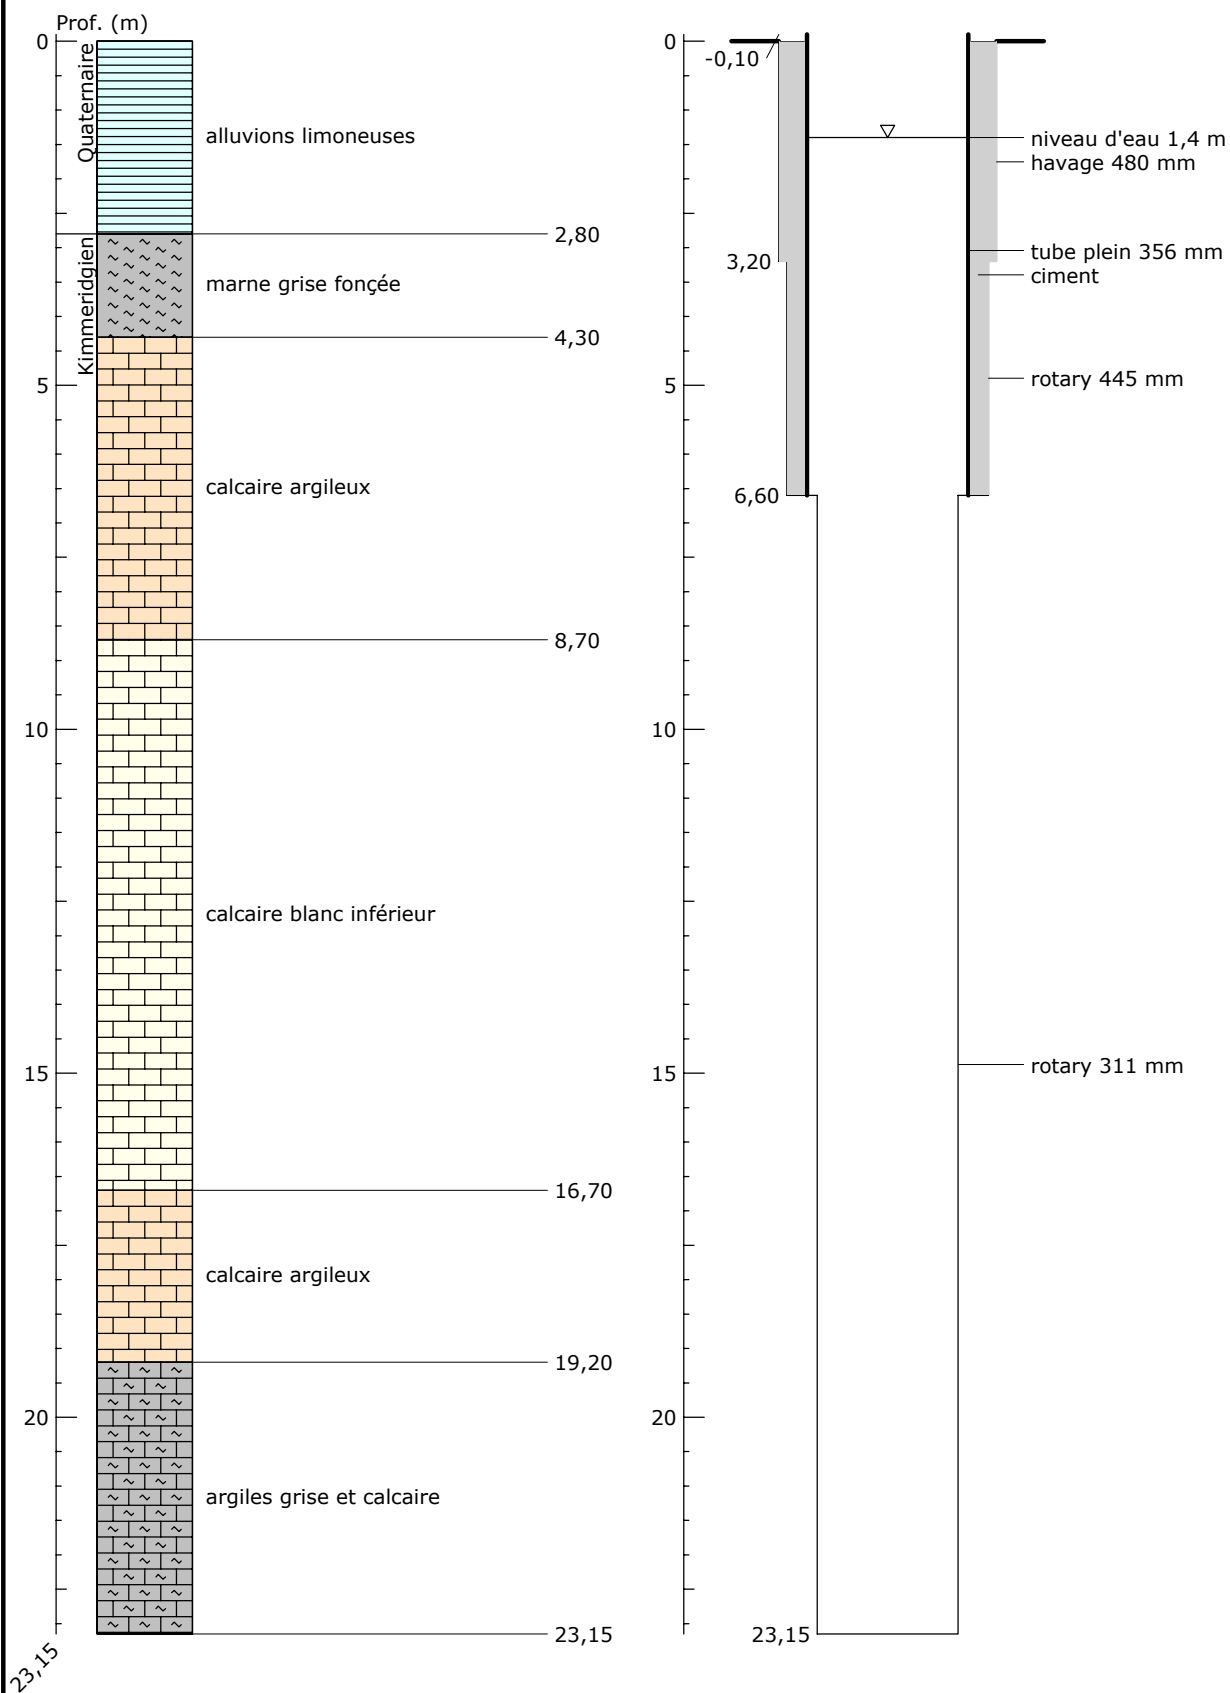 Prof. (m)
0
Quaternaire
alluvions limoneuses
2,80
Kimmeridgien
marne grise fonçée
4,30
5
calcaire argileux
8,70
10
calcaire blanc inférieur
15
16,70
calcaire argileux
19,20
20
argiles grise et calcaire
23,15
23,15
0
-0,10
niveau d'eau 1,4 m
havage 480 mm
tube plein 356 mm
3,20
ciment
5
rotary 445 mm
6,60
10
15
rotary 311 mm
20
23,15